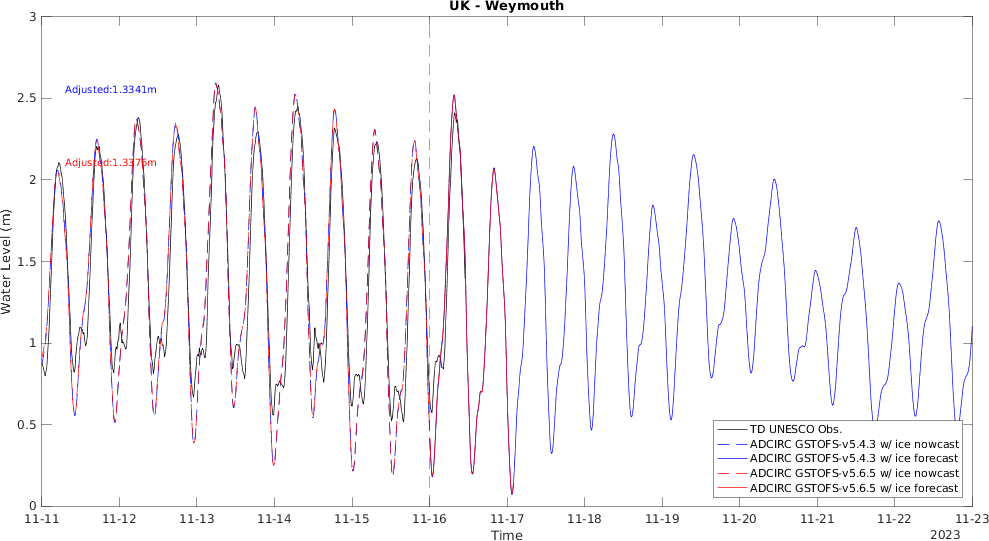 UK - Weymouth
3
2.5
2
1.5
1
0.5
0
Water Level (m)
Adjusted:1.3341m
Adjusted:1.3376m
TD UNESCO Obs.
ADCIRC GSTOFS-v5.4.3 w/ ice nowcast
ADCIRC GSTOFS-v5.4.3 w/ ice forecast
ADCIRC GSTOFS-v5.6.5 w/ ice nowcast
ADCIRC GSTOFS-v5.6.5 w/ ice forecast
11-11 11-12 11-13 11-14 11-15 11-16 11-17 11-18 11-19 11-20 11-21 11-22 11-23
Time
2023